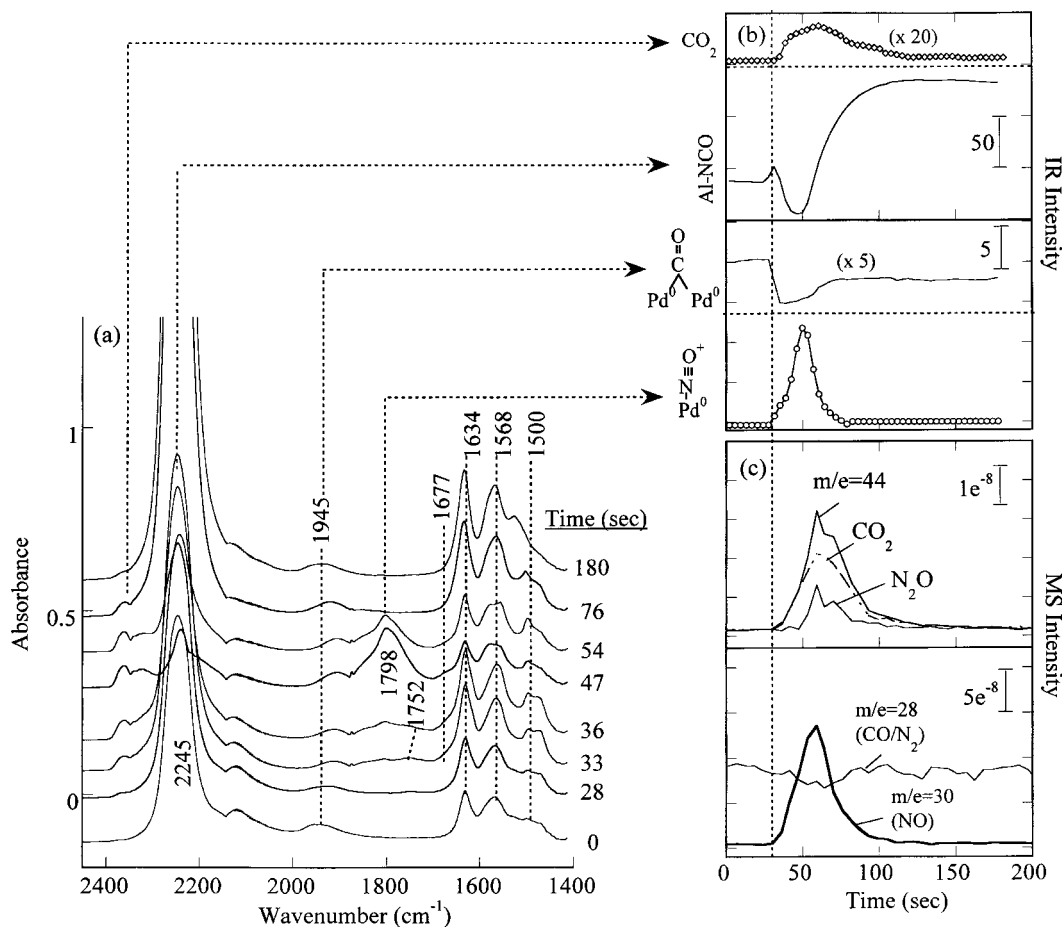 (a)
1
0.5
0
Absorbance
2245
1945
1798
1752
1677
1634
1568
1500
Time (sec)
180
76
54
47
36
33
28
0
2400
2200
2000
1800
1600
1400
Wavenumber (cm⁻¹)
CO₂
Al-NCO
O
C
Pd⁰ Pd⁰
O⁺
N
Pd⁰
(b)
(x 20)
50
5
(x 5)
IR Intensity
(c)
1e⁻⁸
m/e=44
CO₂
N₂O
5e⁻⁸
m/e=28
(CO/N₂)
m/e=30
(NO)
MS Intensity
0
50
100
150
200
Time (sec)